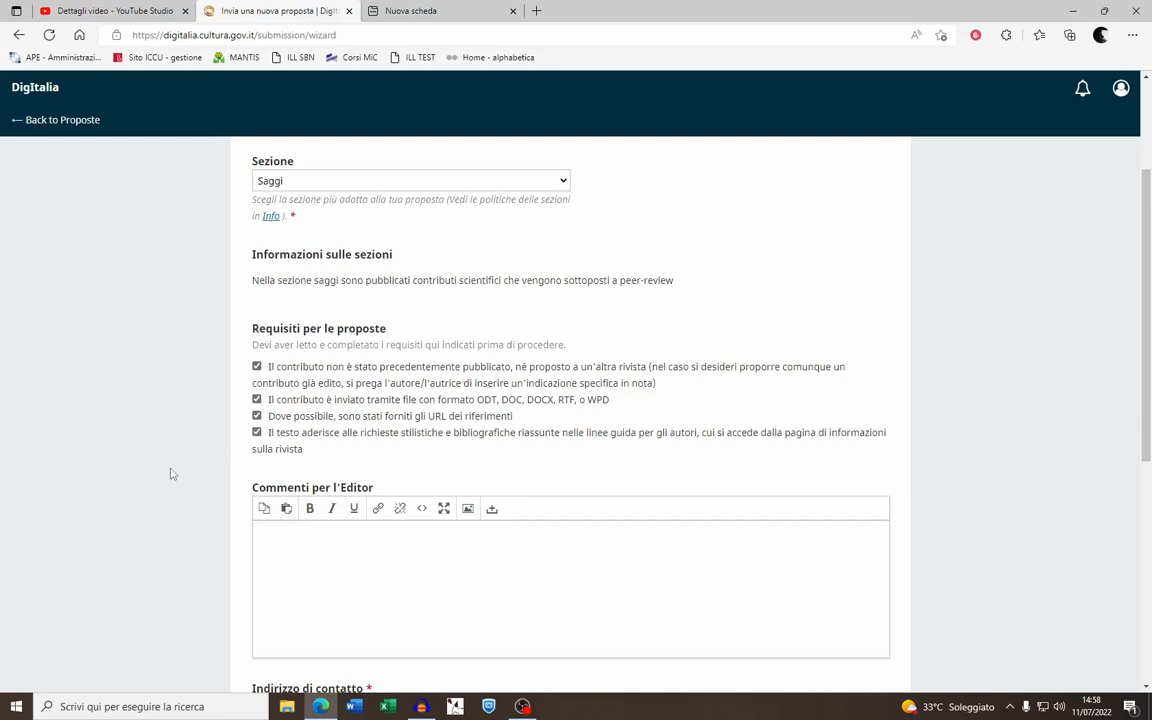 Dettagli video - YouTube Studio
Invia una nuova proposta | DigIt
Nuova scheda
https://digitalia.cultura.gov.it/submission/wizard
APE - Amministrazi...
Sito ICCU - gestione
MANTIS
ILL SBN
Corsi MiC
ILL TEST
Home - alphabetica
DigItalia
← Back to Proposte
Sezione
Saggi
Scegli la sezione più adatta alla tua proposta (Vedi le politiche delle sezioni
in Info ). *
Informazioni sulle sezioni
Nella sezione saggi sono pubblicati contributi scientifici che vengono sottoposti a peer-review
Requisiti per le proposte
Devi aver letto e completato i requisiti qui indicati prima di procedere.
Il contributo non è stato precedentemente pubblicato, né proposto a un'altra rivista (nel caso si desideri proporre comunque un
contributo già edito, si prega l'autore/l'autrice di inserire un'indicazione specifica in nota)
Il contributo è inviato tramite file con formato ODT, DOC, DOCX, RTF, o WPD
Dove possibile, sono stati forniti gli URL dei riferimenti
Il testo aderisce alle richieste stilistiche e bibliografiche riassunte nelle linee guida per gli autori, cui si accede dalla pagina di informazioni
sulla rivista
Commenti per l'Editor
B I U
Indirizzo di contatto *
Scrivi qui per eseguire la ricerca
33°C Soleggiato
14:58
11/07/2022